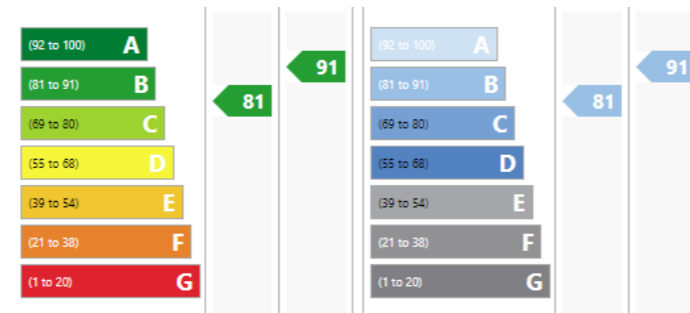 (92 to 100) A
(81 to 91) B
(69 to 80) C
(55 to 68) D
(39 to 54) E
(21 to 38) F
(1 to 20) G
81
91
(92 to 100) A
(81 to 91) B
(69 to 80) C
(55 to 68) D
(39 to 54) E
(21 to 38) F
(1 to 20) G
81
91